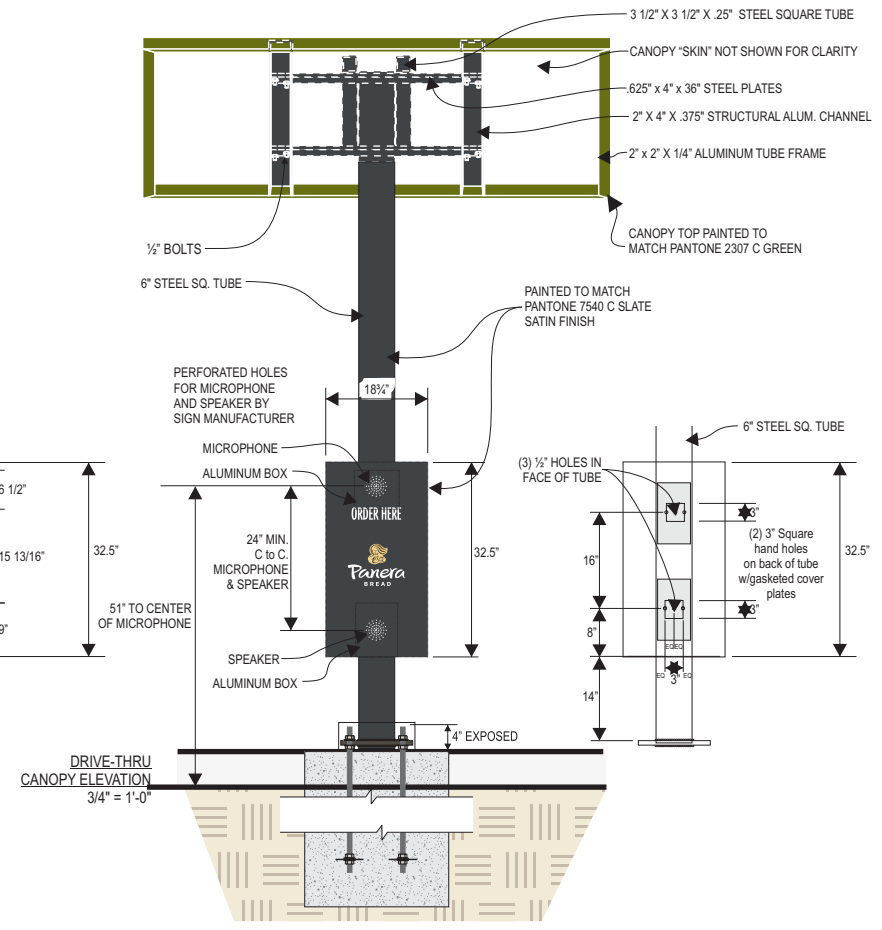 3 1/2" X 3 1/2" X .25" STEEL SQUARE TUBE
CANOPY “SKIN” NOT SHOWN FOR CLARITY
.625" x 4" x 36" STEEL PLATES
2" X 4" X .375" STRUCTURAL ALUM. CHANNEL
2" x 2" X 1/4" ALUMINUM TUBE FRAME
CANOPY TOP PAINTED TO
MATCH PANTONE 2307 C GREEN
½" BOLTS
6" STEEL SQ. TUBE
PAINTED TO MATCH
PANTONE 7540 C SLATE
SATIN FINISH
PERFORATED HOLES
FOR MICROPHONE
AND SPEAKER BY
SIGN MANUFACTURER
18¾"
MICROPHONE
ALUMINUM BOX
ORDER HERE
Panera
BREAD
24" MIN.
C to C.
MICROPHONE
& SPEAKER
32.5"
51" TO CENTER
OF MICROPHONE
SPEAKER
ALUMINUM BOX
4" EXPOSED
6 1/2"
15 13/16"
9"
32.5"
DRIVE-THRU
CANOPY ELEVATION
3/4" = 1'-0"
6" STEEL SQ. TUBE
(3) ½" HOLES IN
FACE OF TUBE
3"
(2) 3" Square
hand holes
on back of tube
w/gasketed cover
plates
3"
32.5"
16"
8"
14"
EQ EQ
EQ 3" EQ